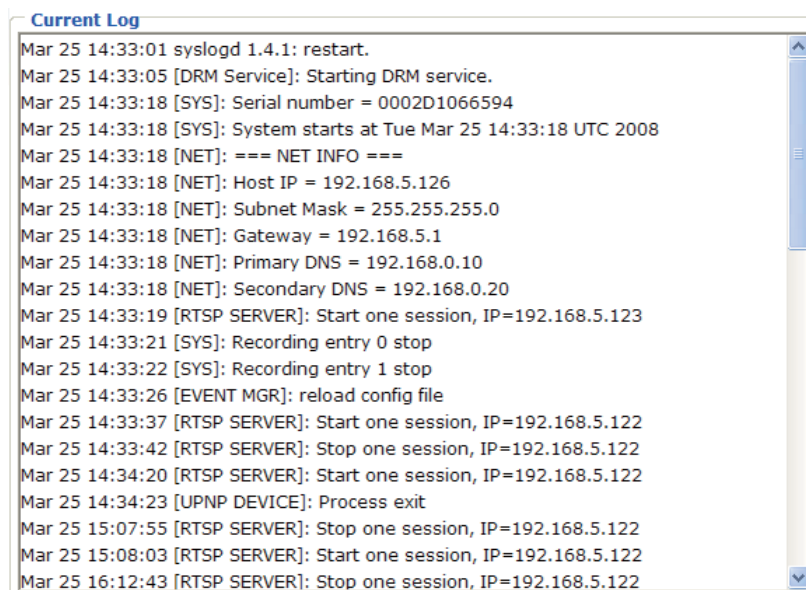 Current Log
Mar 25 14:33:01 syslogd 1.4.1: restart.
Mar 25 14:33:05 [DRM Service]: Starting DRM service.
Mar 25 14:33:18 [SYS]: Serial number = 0002D1066594
Mar 25 14:33:18 [SYS]: System starts at Tue Mar 25 14:33:18 UTC 2008
Mar 25 14:33:18 [NET]: === NET INFO ===
Mar 25 14:33:18 [NET]: Host IP = 192.168.5.126
Mar 25 14:33:18 [NET]: Subnet Mask = 255.255.255.0
Mar 25 14:33:18 [NET]: Gateway = 192.168.5.1
Mar 25 14:33:18 [NET]: Primary DNS = 192.168.0.10
Mar 25 14:33:18 [NET]: Secondary DNS = 192.168.0.20
Mar 25 14:33:19 [RTSP SERVER]: Start one session, IP=192.168.5.123
Mar 25 14:33:21 [SYS]: Recording entry 0 stop
Mar 25 14:33:22 [SYS]: Recording entry 1 stop
Mar 25 14:33:26 [EVENT MGR]: reload config file
Mar 25 14:33:37 [RTSP SERVER]: Start one session, IP=192.168.5.122
Mar 25 14:33:42 [RTSP SERVER]: Stop one session, IP=192.168.5.122
Mar 25 14:34:20 [RTSP SERVER]: Start one session, IP=192.168.5.122
Mar 25 14:34:23 [UPNP DEVICE]: Process exit
Mar 25 15:07:55 [RTSP SERVER]: Stop one session, IP=192.168.5.122
Mar 25 15:08:03 [RTSP SERVER]: Start one session, IP=192.168.5.122
Mar 25 16:12:43 [RTSP SERVER]: Stop one session, IP=192.168.5.122